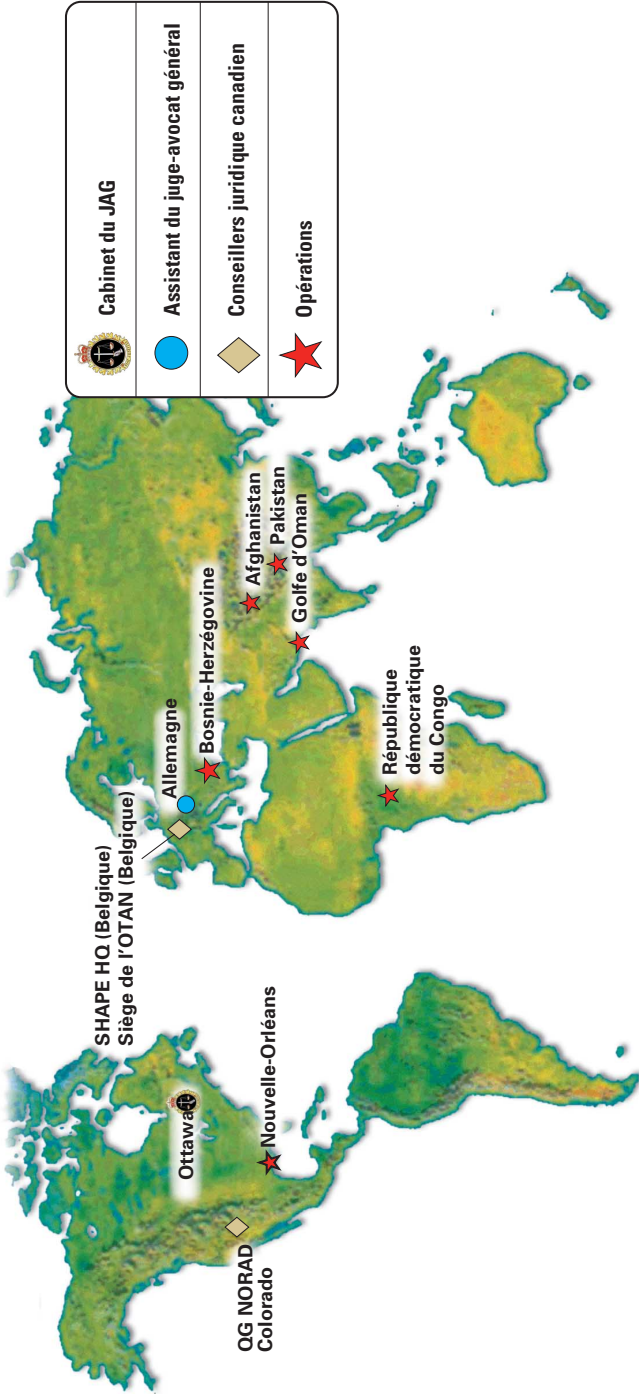 Cabinet du JAG
Assistant du juge-avocat général
Conseillers juridique canadien
Opérations
SHAPE HQ (Belgique)
Siège de l'OTAN (Belgique)
Allemagne
Bosnie-Herzégovine
Afghanistan
Pakistan
Golfe d'Oman
République
démocratique
du Congo
Ottawa
Nouvelle-Orléans
QG NORAD
Colorado